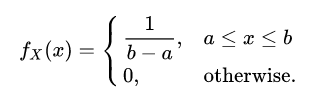 f_X(x) = { 1/(b − a), a ≤ x ≤ b
0, otherwise.